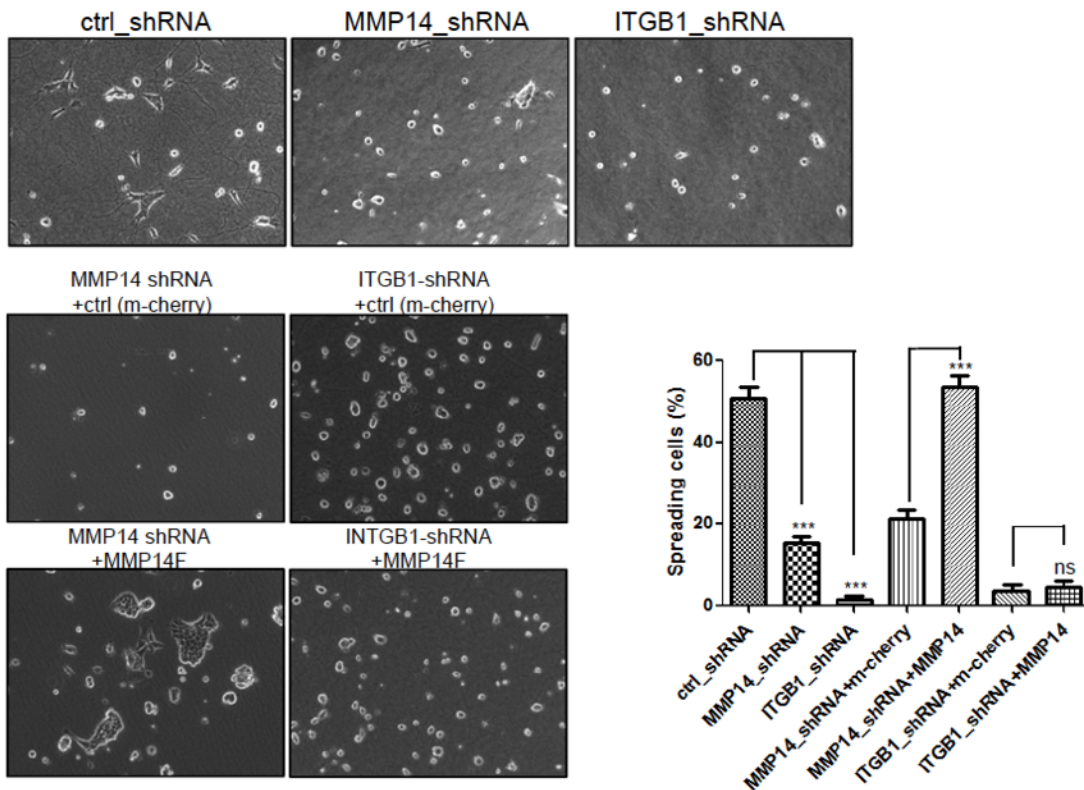 ctrl_shRNA
MMP14_shRNA
ITGB1_shRNA
MMP14 shRNA
+ctrl (m-cherry)
ITGB1-shRNA
+ctrl (m-cherry)
MMP14 shRNA
+MMP14F
INTGB1-shRNA
+MMP14F
Spreading cells (%)
60
40
20
0
***
***
***
ns
ctrl_shRNA
MMP14_shRNA
ITGB1_shRNA
MMP14_shRNA+m-cherry
MMP14_shRNA+MMP14
ITGB1_shRNA+m-cherry
ITGB1_shRNA+MMP14